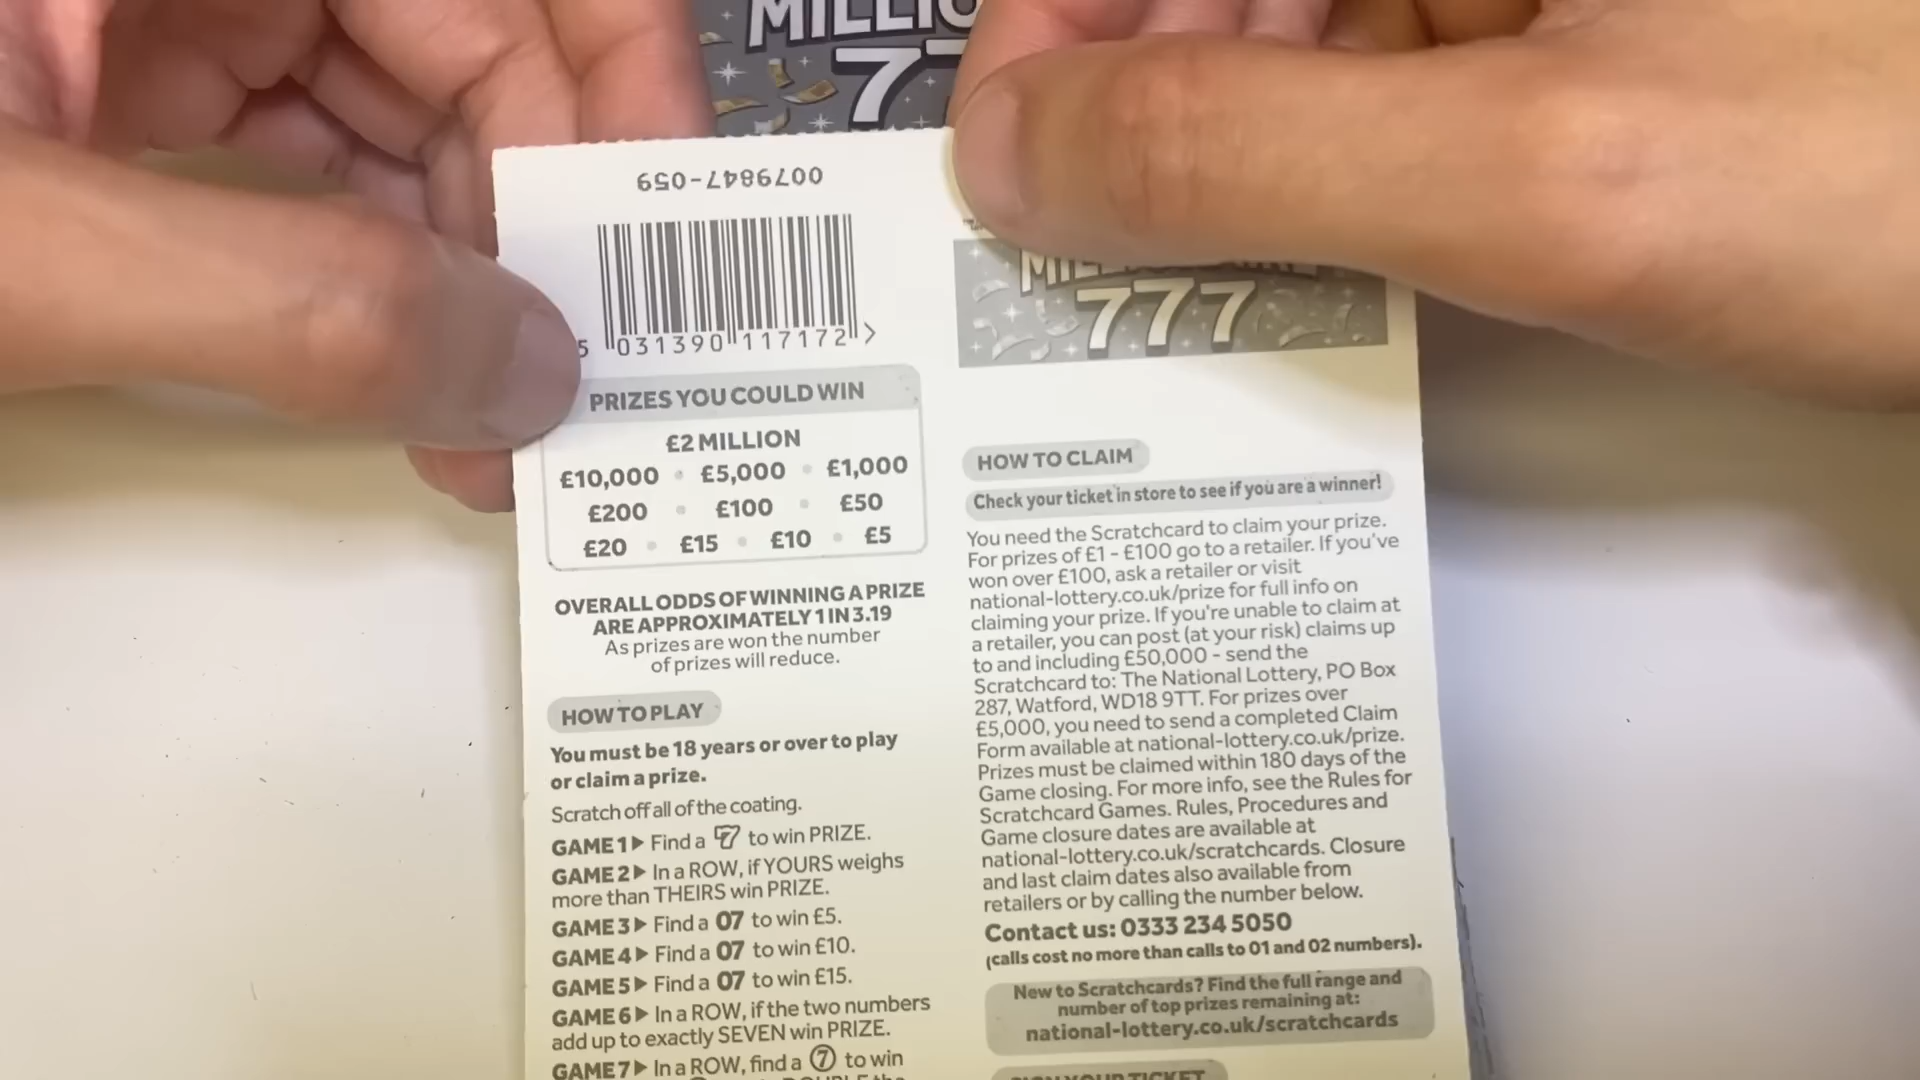 777
0079847-059
5 031390 117172 >
777
PRIZES YOU COULD WIN
£2 MILLION
£10,000 • £5,000 • £1,000
£200 • £100 • £50
£20 • £15 • £10 • £5
OVERALL ODDS OF WINNING A PRIZE
ARE APPROXIMATELY 1 IN 3.19
As prizes are won the number
of prizes will reduce.
HOW TO PLAY
You must be 18 years or over to play
or claim a prize.
Scratch off all of the coating.
GAME 1▶ Find a 7 to win PRIZE.
GAME 2▶ In a ROW, if YOURS weighs
more than THEIRS win PRIZE.
GAME 3▶ Find a 07 to win £5.
GAME 4▶ Find a 07 to win £10.
GAME 5▶ Find a 07 to win £15.
GAME 6▶ In a ROW, if the two numbers
add up to exactly SEVEN win PRIZE.
GAME 7▶ In a ROW, find a 7 to win
HOW TO CLAIM
Check your ticket in store to see if you are a winner!
You need the Scratchcard to claim your prize.
For prizes of £1 - £100 go to a retailer. If you've
won over £100, ask a retailer or visit
national-lottery.co.uk/prize for full info on
claiming your prize. If you're unable to claim at
a retailer, you can post (at your risk) claims up
to and including £50,000 - send the
Scratchcard to: The National Lottery, PO Box
287, Watford, WD18 9TT. For prizes over
£5,000, you need to send a completed Claim
Form available at national-lottery.co.uk/prize.
Prizes must be claimed within 180 days of the
Game closing. For more info, see the Rules for
Scratchcard Games. Rules, Procedures and
Game closure dates are available at
national-lottery.co.uk/scratchcards. Closure
and last claim dates also available from
retailers or by calling the number below.
Contact us: 0333 234 5050
(calls cost no more than calls to 01 and 02 numbers).
New to Scratchcards? Find the full range and
number of top prizes remaining at:
national-lottery.co.uk/scratchcards
SIGN YOUR TICKET